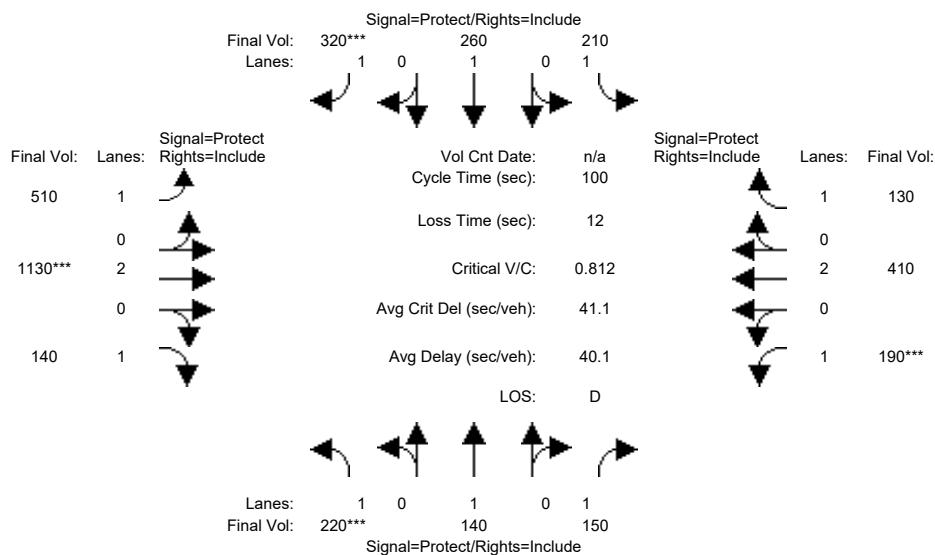 Signal=Protect/Rights=Include
Final Vol: 320*** 260 210
Lanes: 1 0 1 0 1
Signal=Protect
Final Vol: Lanes: Rights=Include
Vol Cnt Date: n/a
Signal=Protect
Rights=Include Lanes: Final Vol:
Cycle Time (sec): 100
510 1
1 130
Loss Time (sec): 12
0
0
1130*** 2
Critical V/C: 0.812
2 410
0
Avg Crit Del (sec/veh): 41.1
0
140 1
Avg Delay (sec/veh): 40.1
1 190***
LOS: D
Lanes: 1 0 1 0 1
Final Vol: 220*** 140 150
Signal=Protect/Rights=Include